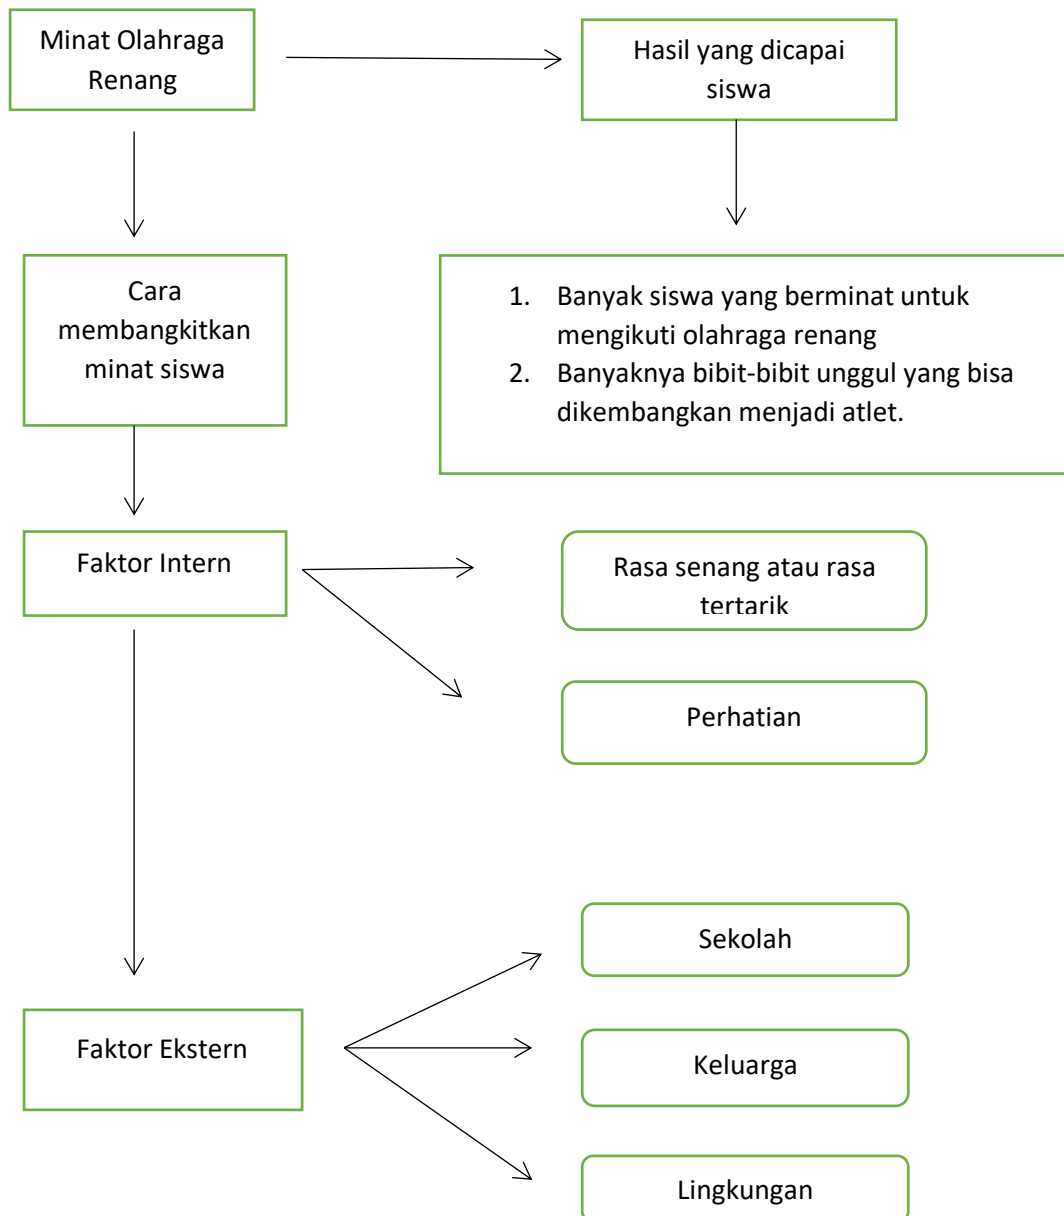 Minat Olahraga
Renang
Hasil yang dicapai
siswa
Cara
membangkitkan
minat siswa
1. Banyak siswa yang berminat untuk
mengikuti olahraga renang
2. Banyaknya bibit-bibit unggul yang bisa
dikembangkan menjadi atlet.
Faktor Intern
Rasa senang atau rasa
tertarik
Perhatian
Sekolah
Faktor Ekstern
Keluarga
Lingkungan